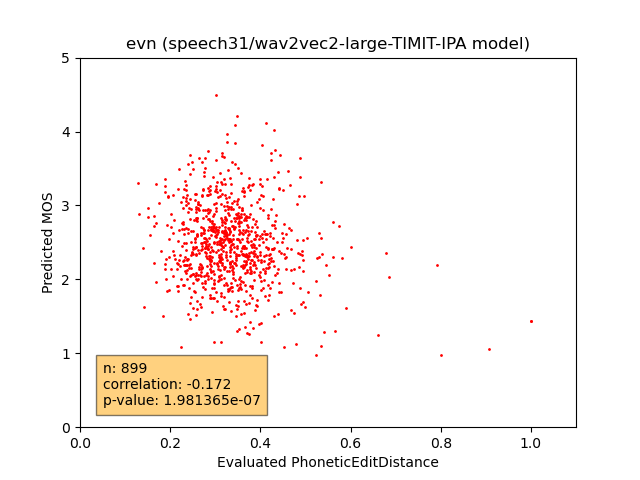 evn (speech31/wav2vec2-large-TIMIT-IPA model)
5
4
3
2
1
0
Predicted MOS
n: 899
correlation: -0.172
p-value: 1.981365e-07
0.0 0.2 0.4 0.6 0.8 1.0
Evaluated PhoneticEditDistance